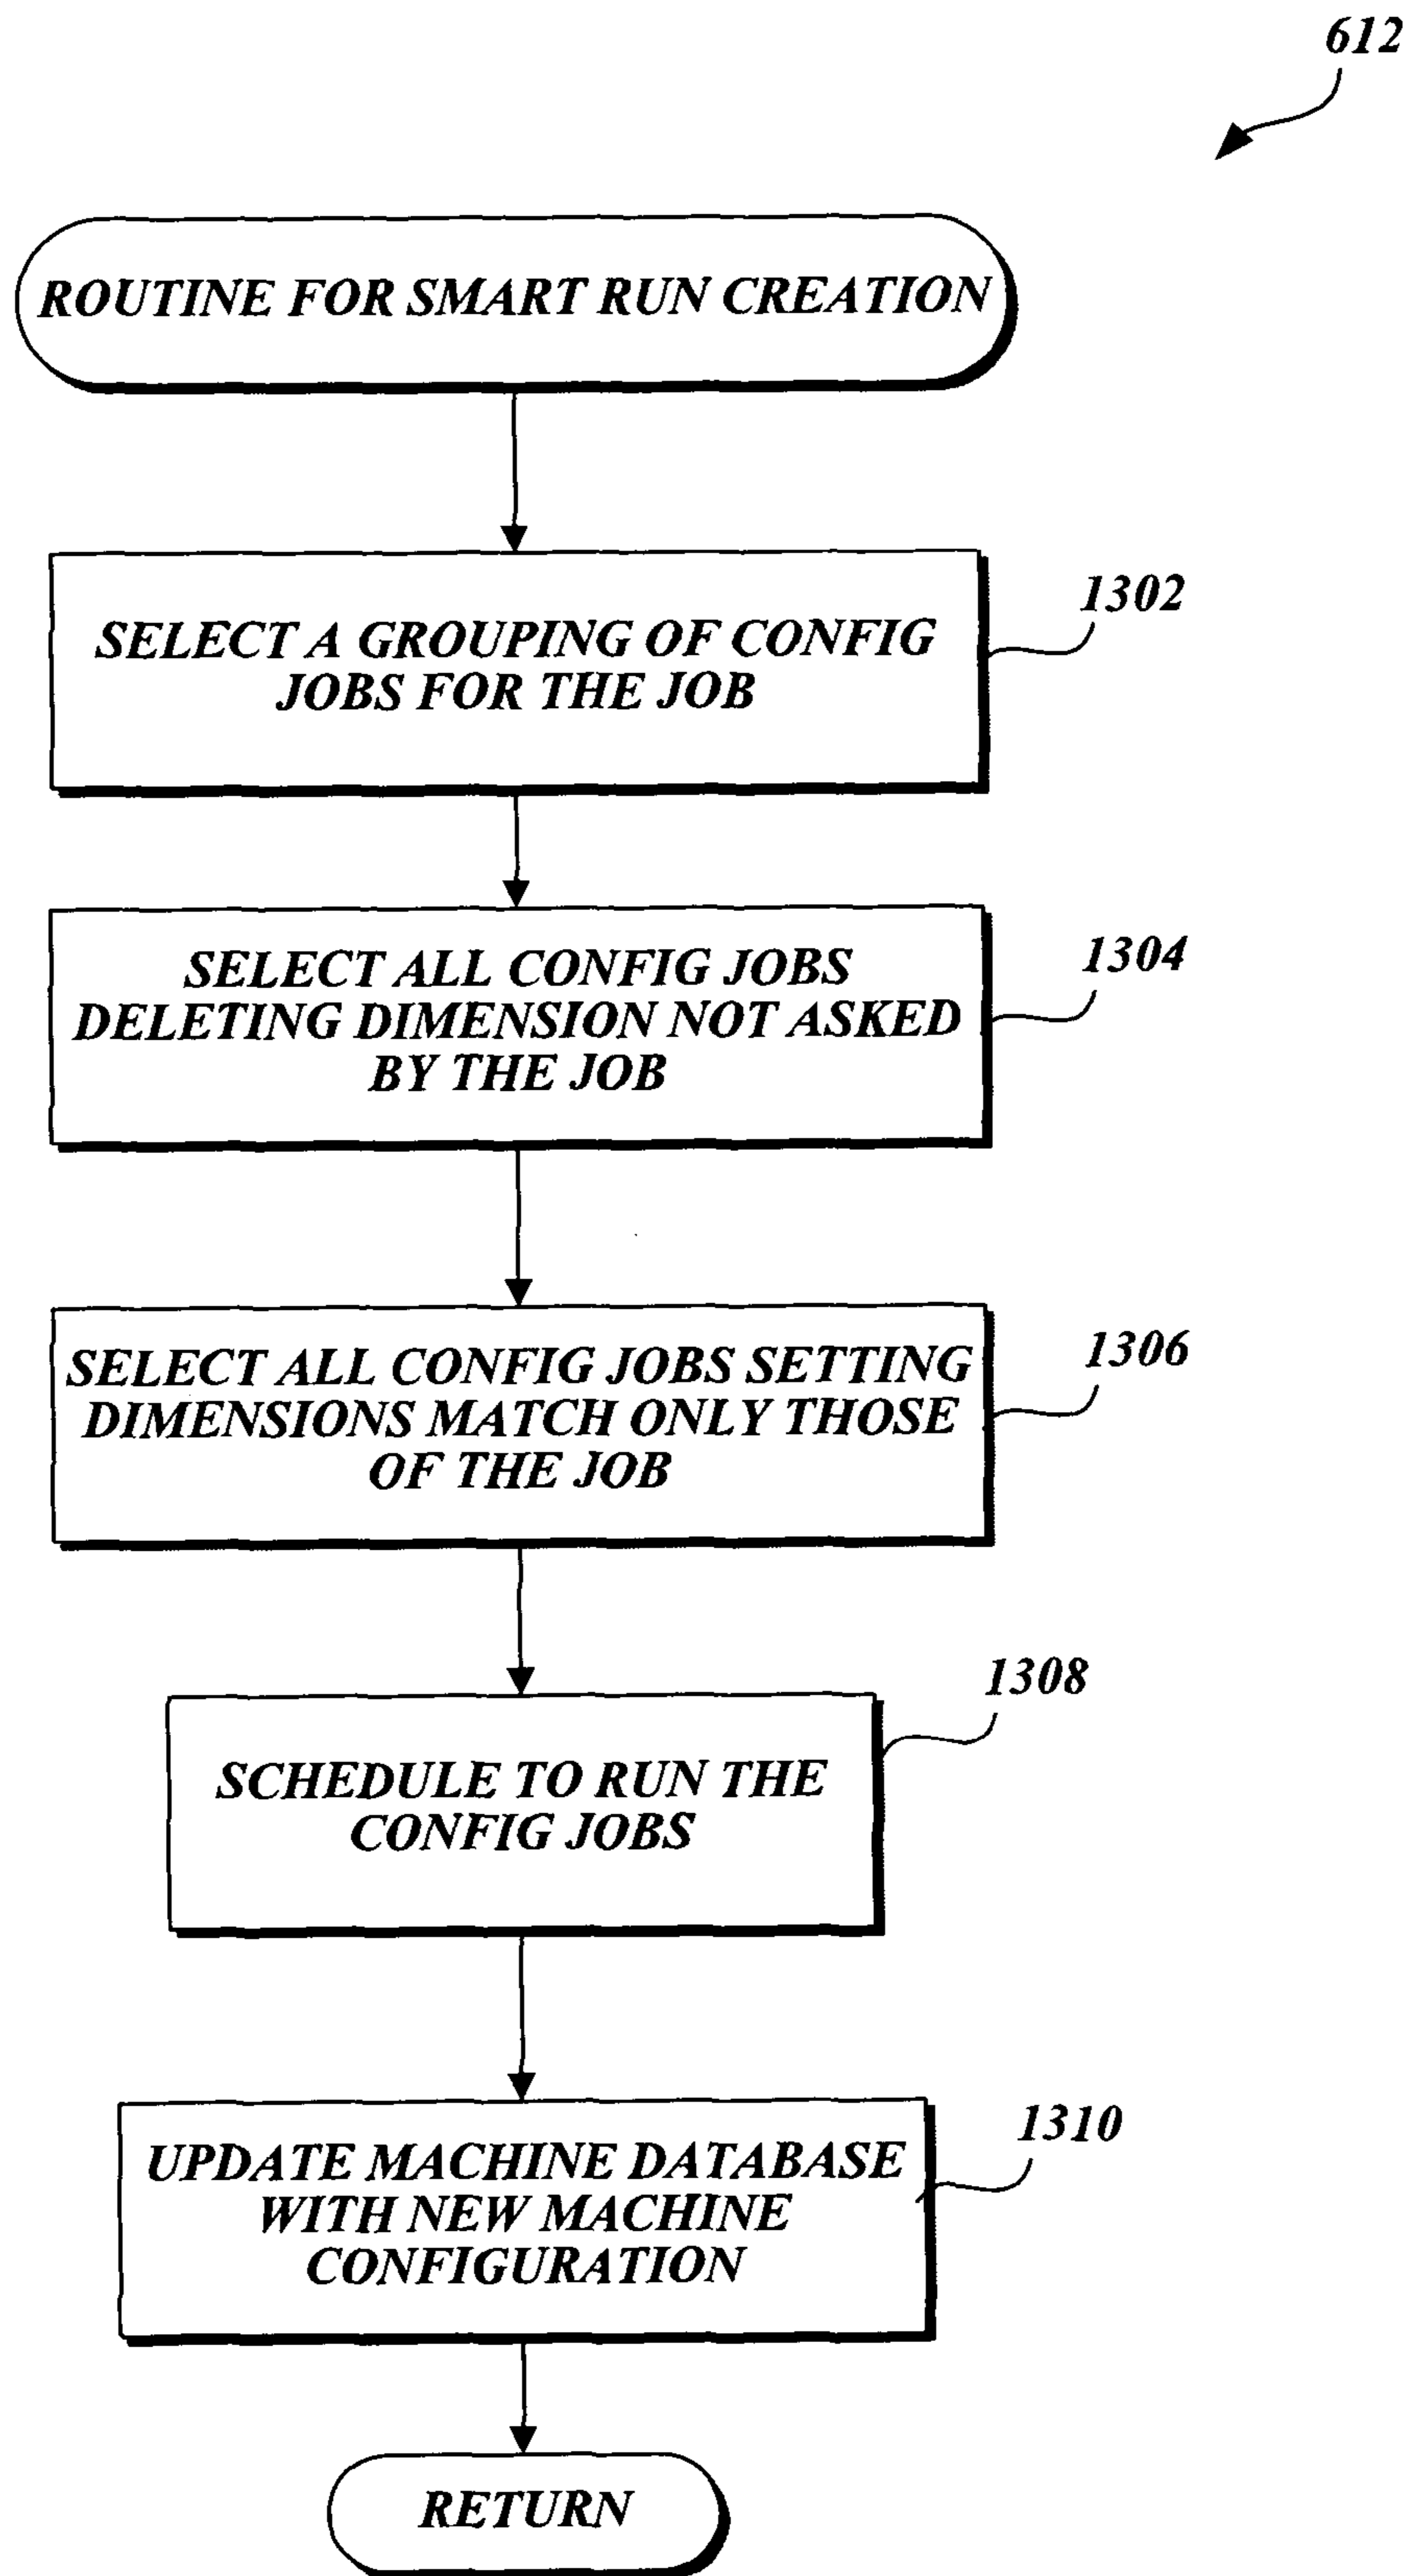 612
ROUTINE FOR SMART RUN CREATION
SELECT A GROUPING OF CONFIG
JOBS FOR THE JOB
1302
SELECT ALL CONFIG JOBS
DELETING DIMENSION NOT ASKED
BY THE JOB
1304
SELECT ALL CONFIG JOBS SETTING
DIMENSIONS MATCH ONLY THOSE
OF THE JOB
1306
SCHEDULE TO RUN THE
CONFIG JOBS
1308
UPDATE MACHINE DATABASE
WITH NEW MACHINE
CONFIGURATION
1310
RETURN